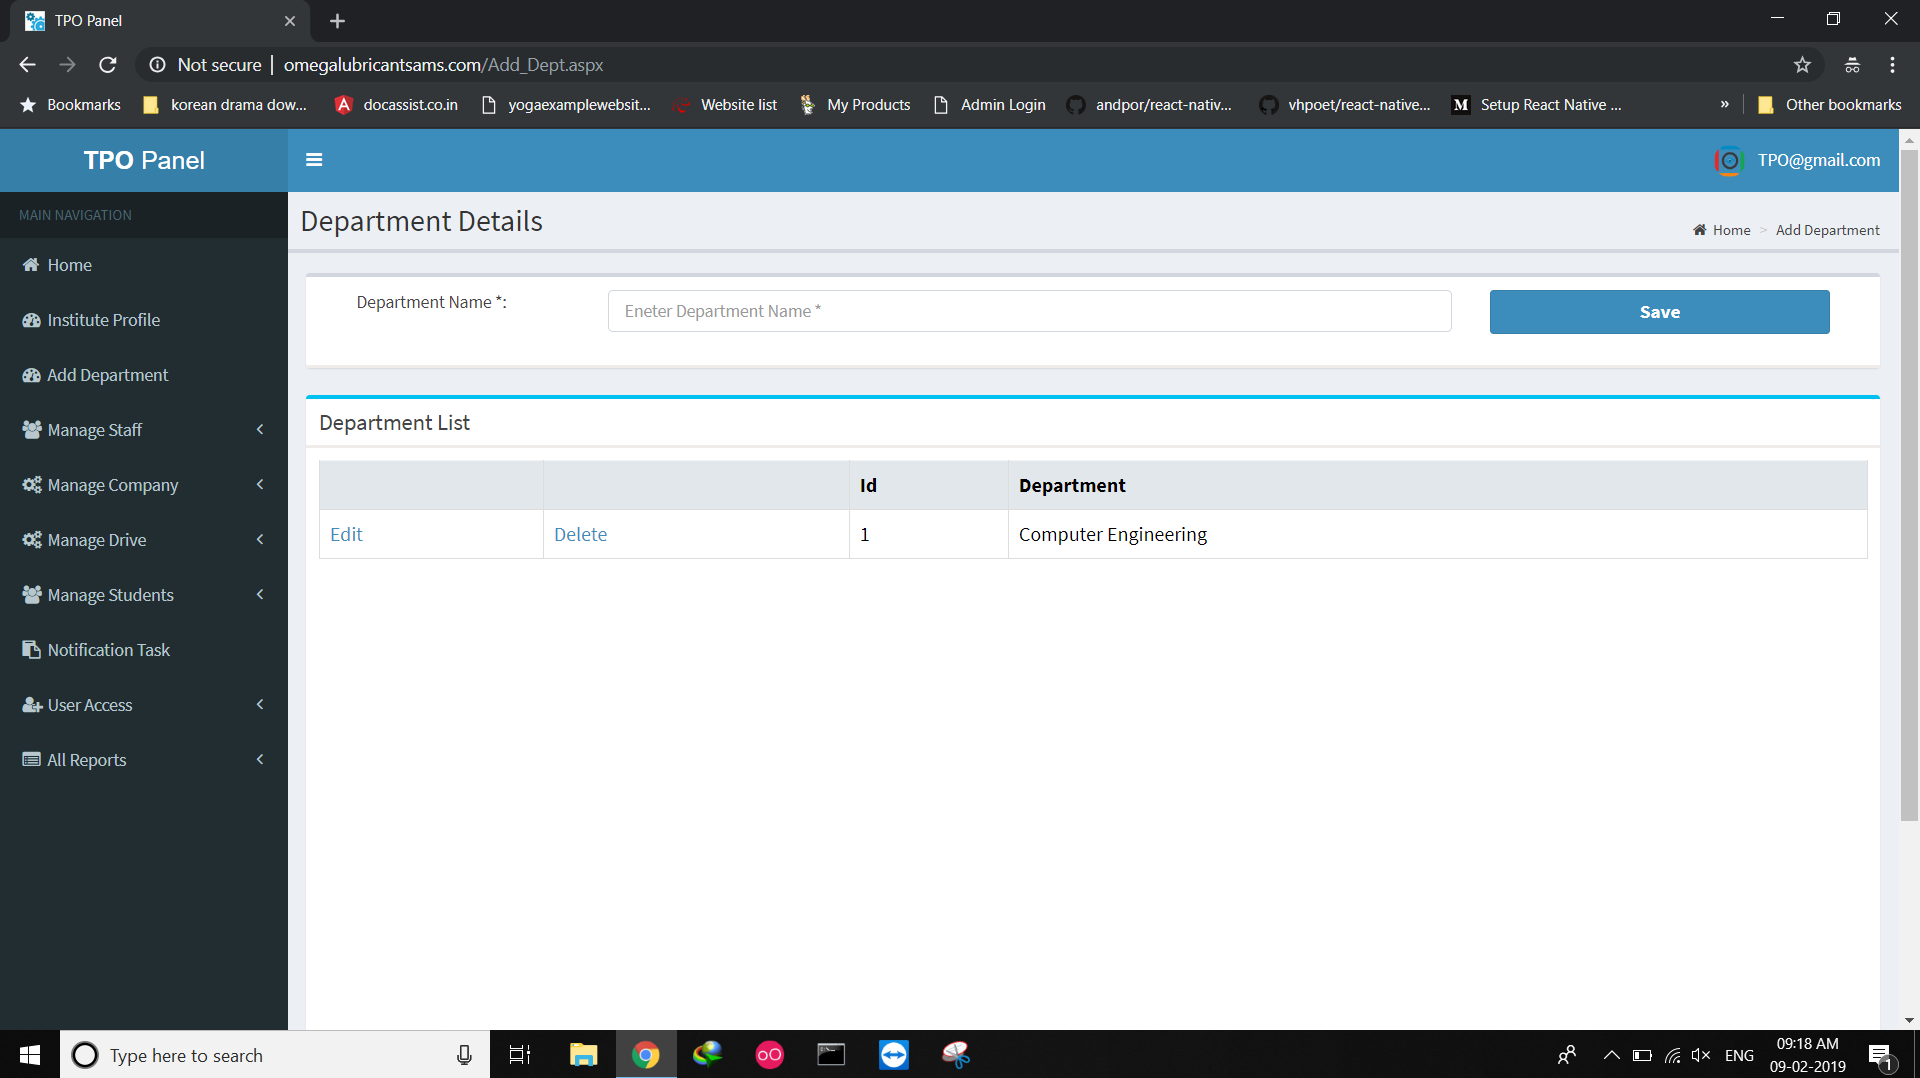 TPO Panel
Not secure | omegalubricantsams.com/Add_Dept.aspx
Bookmarks korean drama dow... docassist.co.in yogaexamplewebsit... Website list My Products Admin Login andpor/react-nativ... vhpoet/react-native... Setup React Native ... » Other bookmarks
TPO Panel TPO@gmail.com
MAIN NAVIGATION
Home
Institute Profile
Add Department
Manage Staff
Manage Company
Manage Drive
Manage Students
Notification Task
User Access
All Reports
Department Details
Home > Add Department
Department Name *: Eneter Department Name * Save
Department List
Id Department
Edit Delete 1 Computer Engineering
Type here to search
ENG
09:18 AM
09-02-2019
1